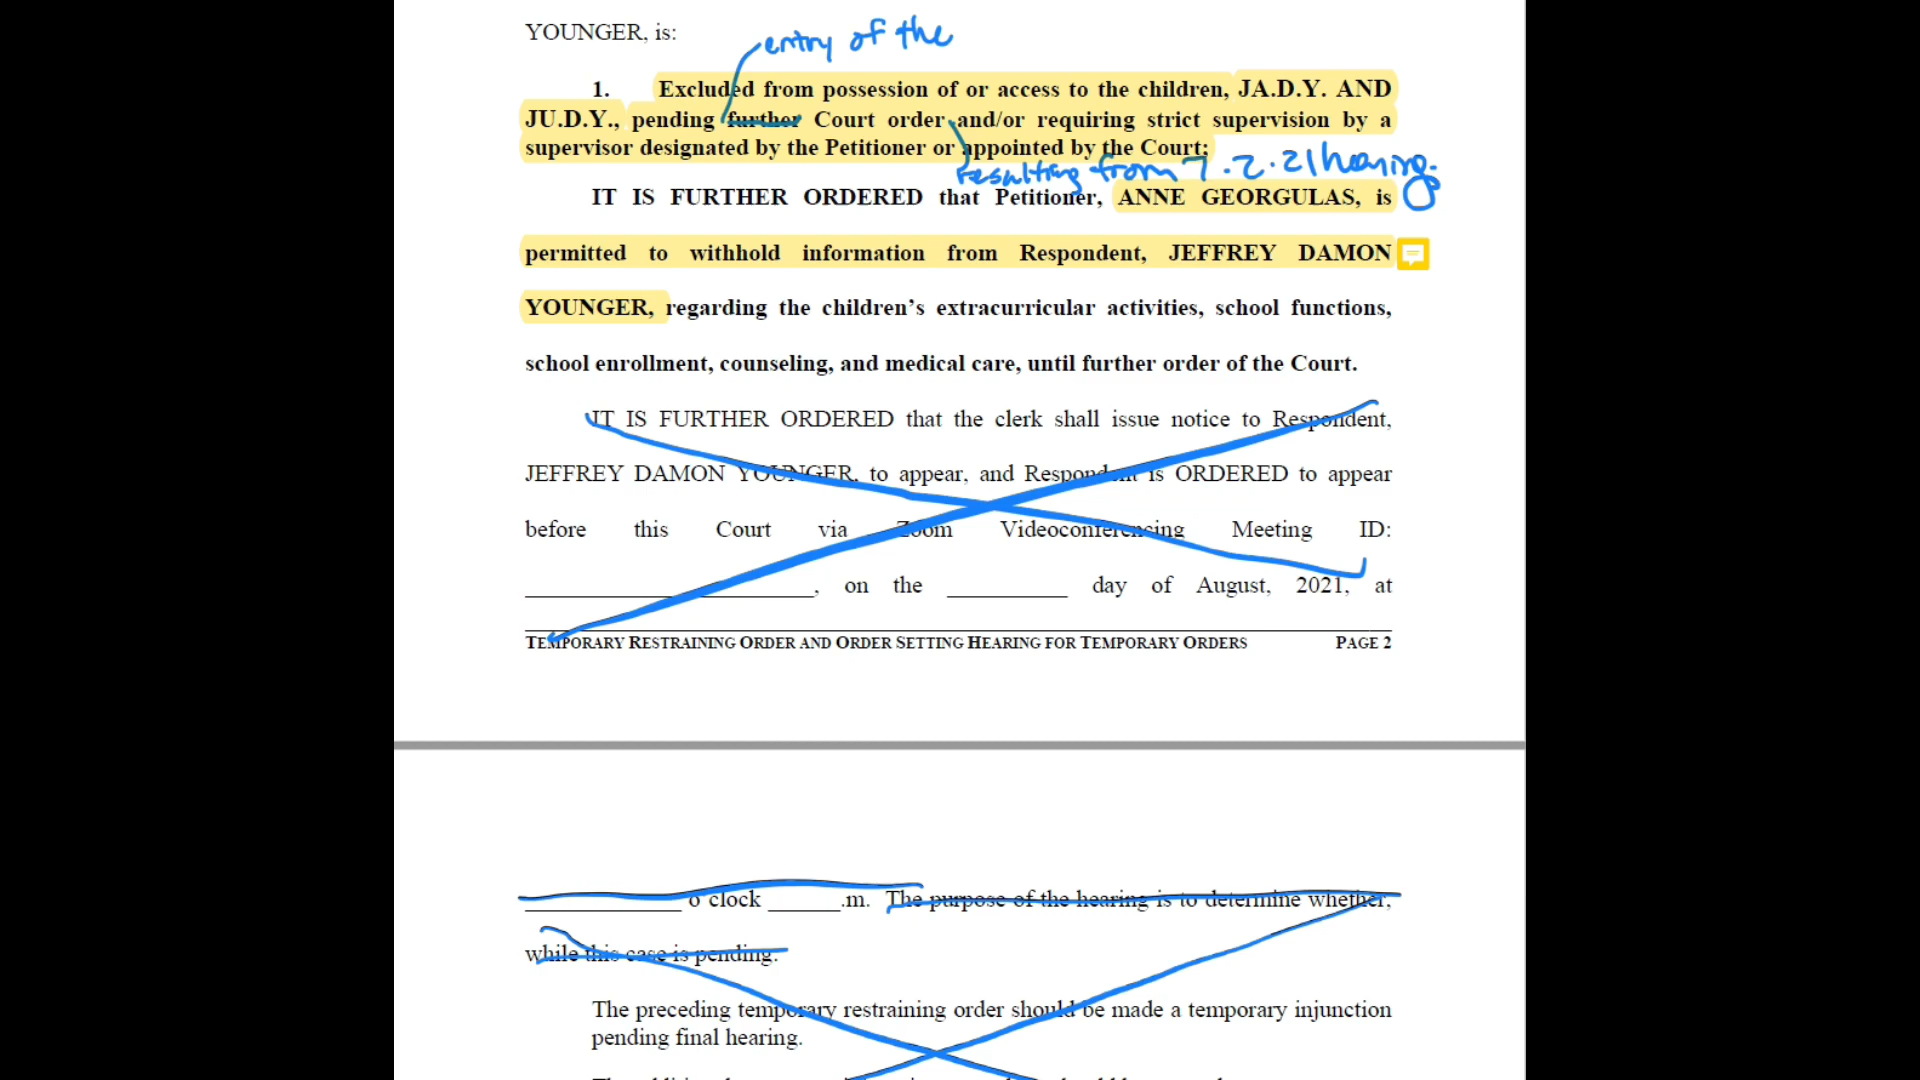 YOUNGER, is:
entry of the
1. Excluded from possession of or access to the children, JA.D.Y. AND
JU.D.Y., pending further Court order and/or requiring strict supervision by a
supervisor designated by the Petitioner or appointed by the Court;
resulting from 7.2.21 hearing.
IT IS FURTHER ORDERED that Petitioner, ANNE GEORGULAS, is
permitted to withhold information from Respondent, JEFFREY DAMON
YOUNGER, regarding the children's extracurricular activities, school functions,
school enrollment, counseling, and medical care, until further order of the Court.
IT IS FURTHER ORDERED that the clerk shall issue notice to Respondent,
JEFFREY DAMON YOUNGER, to appear, and Respondent is ORDERED to appear
before this Court via Zoom Videoconferencing Meeting ID:
________________________, on the __________ day of August, 2021, at
TEMPORARY RESTRAINING ORDER AND ORDER SETTING HEARING FOR TEMPORARY ORDERS PAGE 2
_____________ o'clock ______.m. The purpose of the hearing is to determine whether,
while this case is pending:
The preceding temporary restraining order should be made a temporary injunction
pending final hearing.